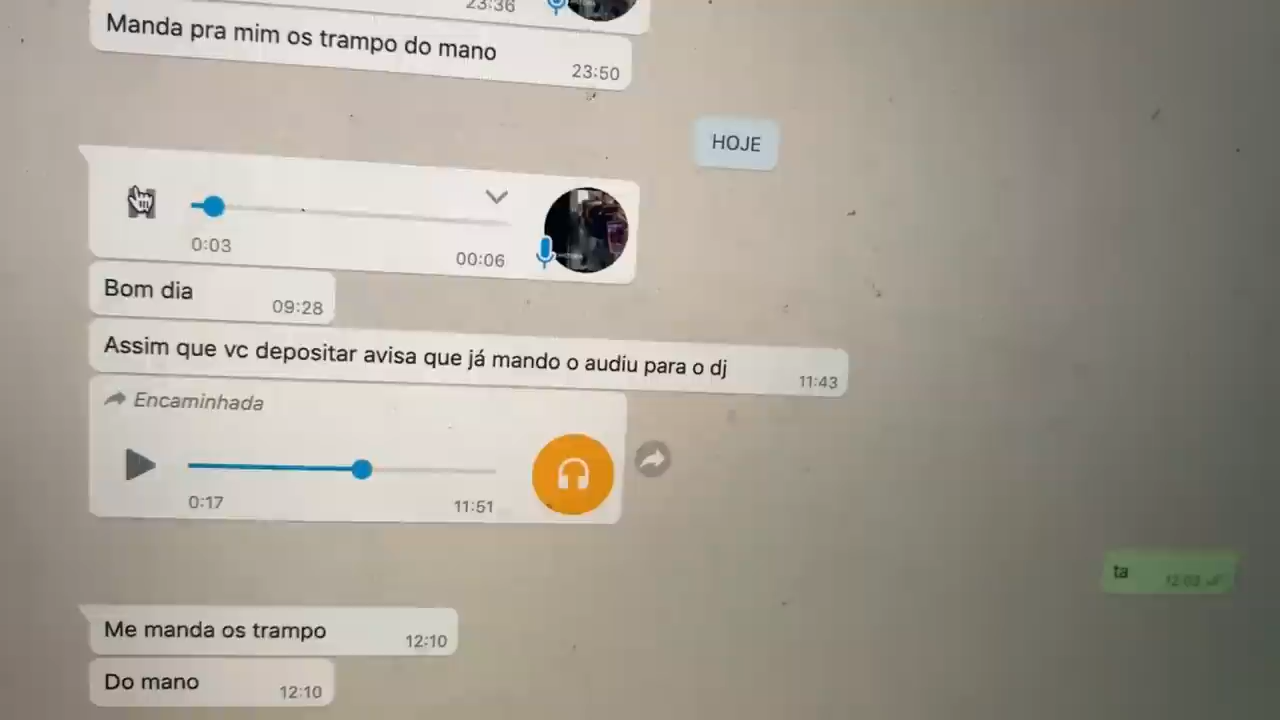 23:36
Manda pra mim os trampo do mano
23:50
HOJE
0:03
00:06
Bom dia
09:28
Assim que vc depositar avisa que já mando o audiu para o dj
11:43
Encaminhada
0:17
11:51
ta
12:03
Me manda os trampo
12:10
Do mano
12:10